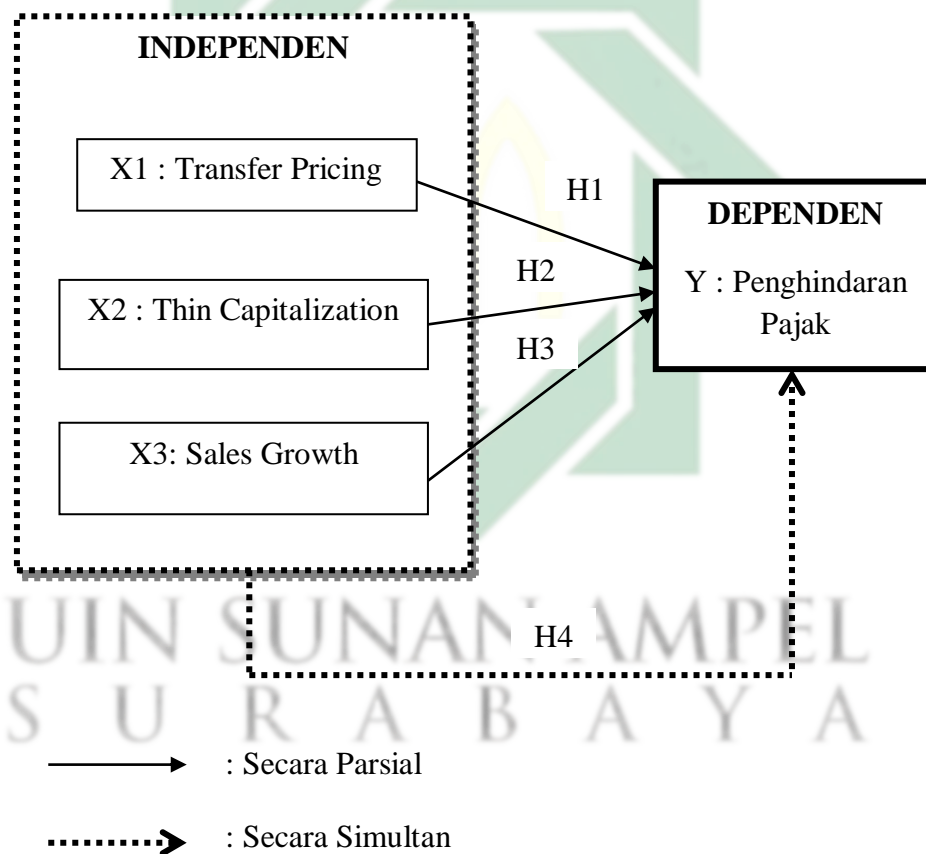 INDEPENDEN
X1 : Transfer Pricing
H1
DEPENDEN
Y : Penghindaran
Pajak
H2
X2 : Thin Capitalization
H3
X3: Sales Growth
H4
UIN SUNAN AMPEL
S U R A B A Y A
: Secara Parsial
: Secara Simultan